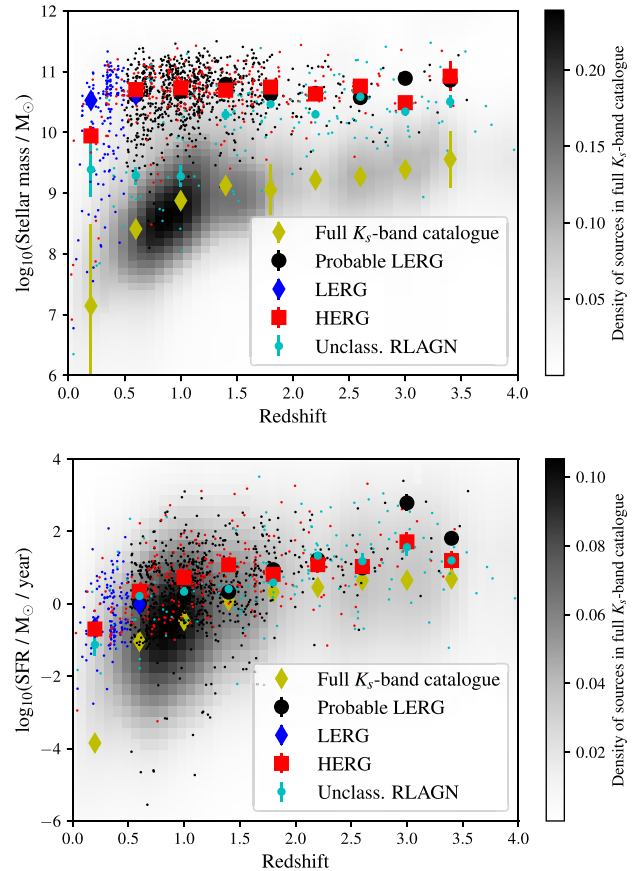 12
11
10
9
8
7
6
log10(Stellar mass / M⊙)
Full Ks-band catalogue
Probable LERG
LERG
HERG
Unclass. RLAGN
0.0 0.5 1.0 1.5 2.0 2.5 3.0 3.5 4.0
Redshift
0.20
0.15
0.10
0.05
Density of sources in full Ks-band catalogue
4
2
0
−2
−4
−6
log10(SFR / M⊙ / year)
Full Ks-band catalogue
Probable LERG
LERG
HERG
Unclass. RLAGN
0.0 0.5 1.0 1.5 2.0 2.5 3.0 3.5 4.0
Redshift
0.10
0.08
0.06
0.04
0.02
Density of sources in full Ks-band catalogue